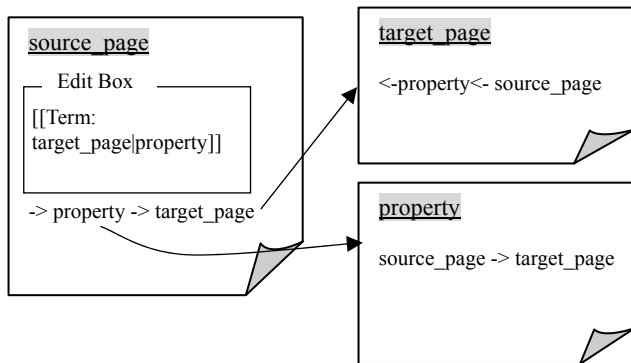 source_page
Edit Box
[[Term:
target_page|property]]
-> property -> target_page
target_page
<-property<- source_page
property
source_page -> target_page